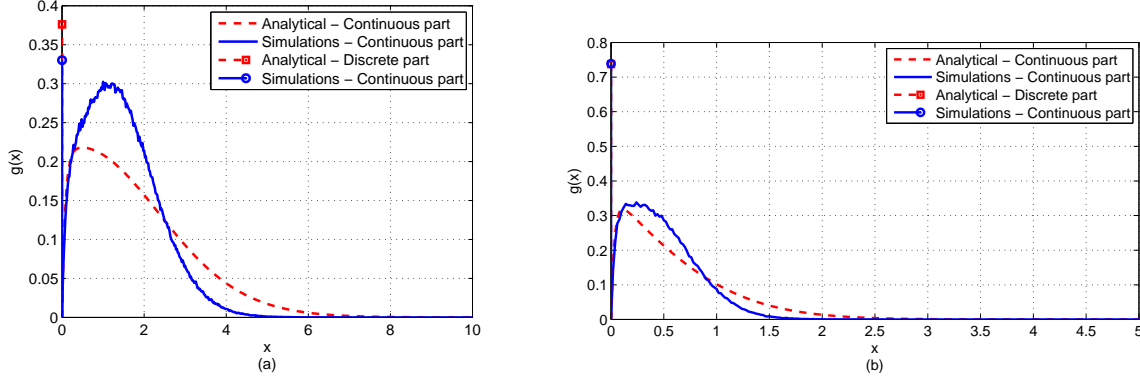 0.4
0.35
0.3
0.25
0.2
0.15
0.1
0.05
0
g(x)
Analytical − Continuous part
Simulations − Continuous part
Analytical − Discrete part
Simulations − Continuous part
0 2 4 6 8 10
x
(a)
0.8
0.7
0.6
0.5
0.4
0.3
0.2
0.1
0
g(x)
Analytical − Continuous part
Simulations − Continuous part
Analytical − Discrete part
Simulations − Continuous part
0 0.5 1 1.5 2 2.5 3 3.5 4 4.5 5
x
(b)